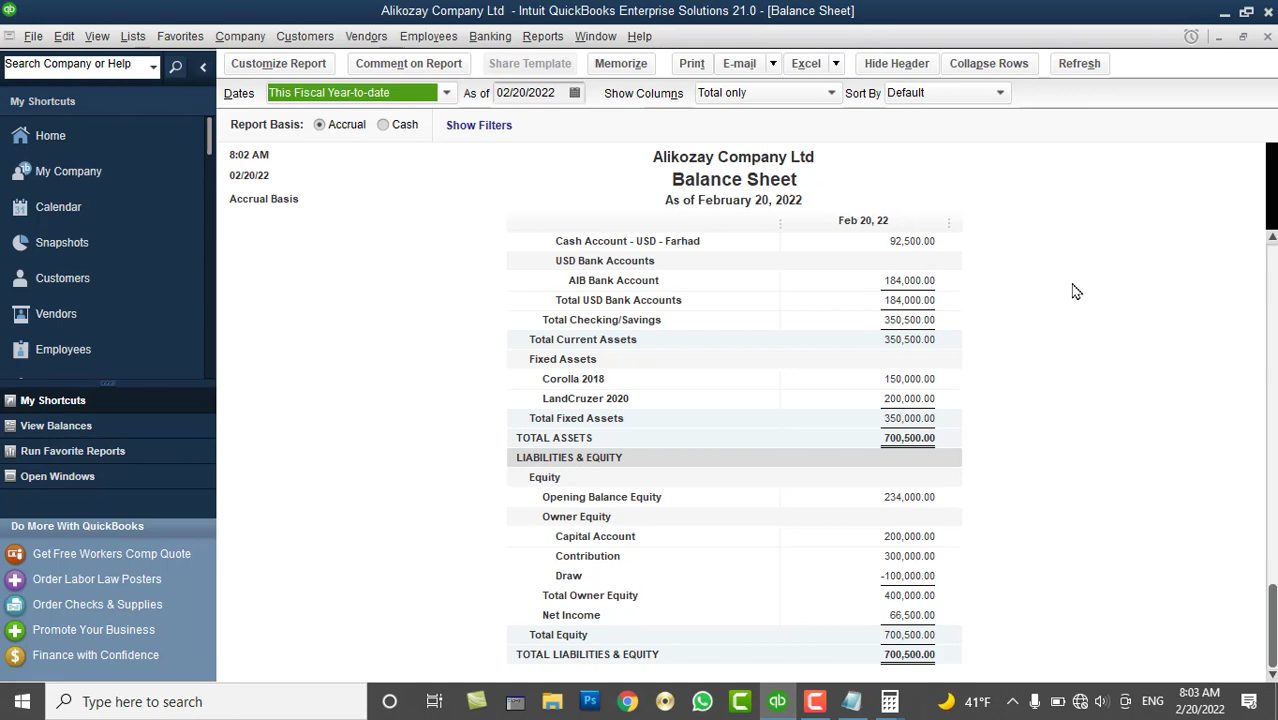 Alikozay Company Ltd - Intuit QuickBooks Enterprise Solutions 21.0 - [Balance Sheet]
File Edit View Lists Favorites Company Customers Vendors Employees Banking Reports Window Help
Search Company or Help
Customize Report Comment on Report Share Template Memorize Print E-mail Excel Hide Header Collapse Rows Refresh
Dates This Fiscal Year-to-date As of 02/20/2022 Show Columns Total only Sort By Default
Report Basis: Accrual Cash Show Filters
My Shortcuts
Home
My Company
Calendar
Snapshots
Customers
Vendors
Employees
My Shortcuts
View Balances
Run Favorite Reports
Open Windows
Do More With QuickBooks
Get Free Workers Comp Quote
Order Labor Law Posters
Order Checks & Supplies
Promote Your Business
Finance with Confidence
8:02 AM
02/20/22
Accrual Basis
Alikozay Company Ltd
Balance Sheet
As of February 20, 2022
Feb 20, 22
Cash Account - USD - Farhad 92,500.00
USD Bank Accounts
AIB Bank Account 184,000.00
Total USD Bank Accounts 184,000.00
Total Checking/Savings 350,500.00
Total Current Assets 350,500.00
Fixed Assets
Corolla 2018 150,000.00
LandCruzer 2020 200,000.00
Total Fixed Assets 350,000.00
TOTAL ASSETS 700,500.00
LIABILITIES & EQUITY
Equity
Opening Balance Equity 234,000.00
Owner Equity
Capital Account 200,000.00
Contribution 300,000.00
Draw -100,000.00
Total Owner Equity 400,000.00
Net Income 66,500.00
Total Equity 700,500.00
TOTAL LIABILITIES & EQUITY 700,500.00
Type here to search
41°F
ENG
8:03 AM
2/20/2022